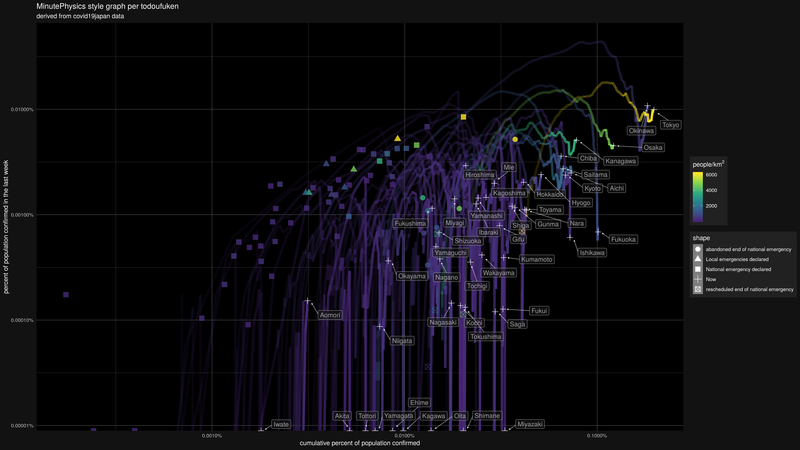 MinutePhysics style graph per todoufuken
derived from covid19japan data
percent of population confirmed in the last week
0.01000%
0.00100%
0.00010%
0.00001%
Okinawa
Tokyo
Osaka
Chiba
Kanagawa
Mie
Hiroshima
Saitama
Kagoshima
Hokkaido
Kyoto
Aichi
Hyogo
Toyama
Yamanashi
Fukushima
Miyagi
Shiga
Gunma
Nara
Ibaraki
Shizuoka
Gifu
Fukuoka
Yamaguchi
Ishikawa
Kumamoto
Okayama
Nagano
Wakayama
Tochigi
Aomori
Fukui
Nagasaki
Kochi
Saga
Tokushima
Niigata
Ehime
Iwate
Akita
Tottori
Yamagata
Kagawa
Oita
Shimane
Miyazaki
0.0010%
0.0100%
0.1000%
cumulative percent of population confirmed
people/km²
6000
4000
2000
shape
abandoned end of national emergency
Local emergencies declared
National emergency declared
Now
rescheduled end of national emergency